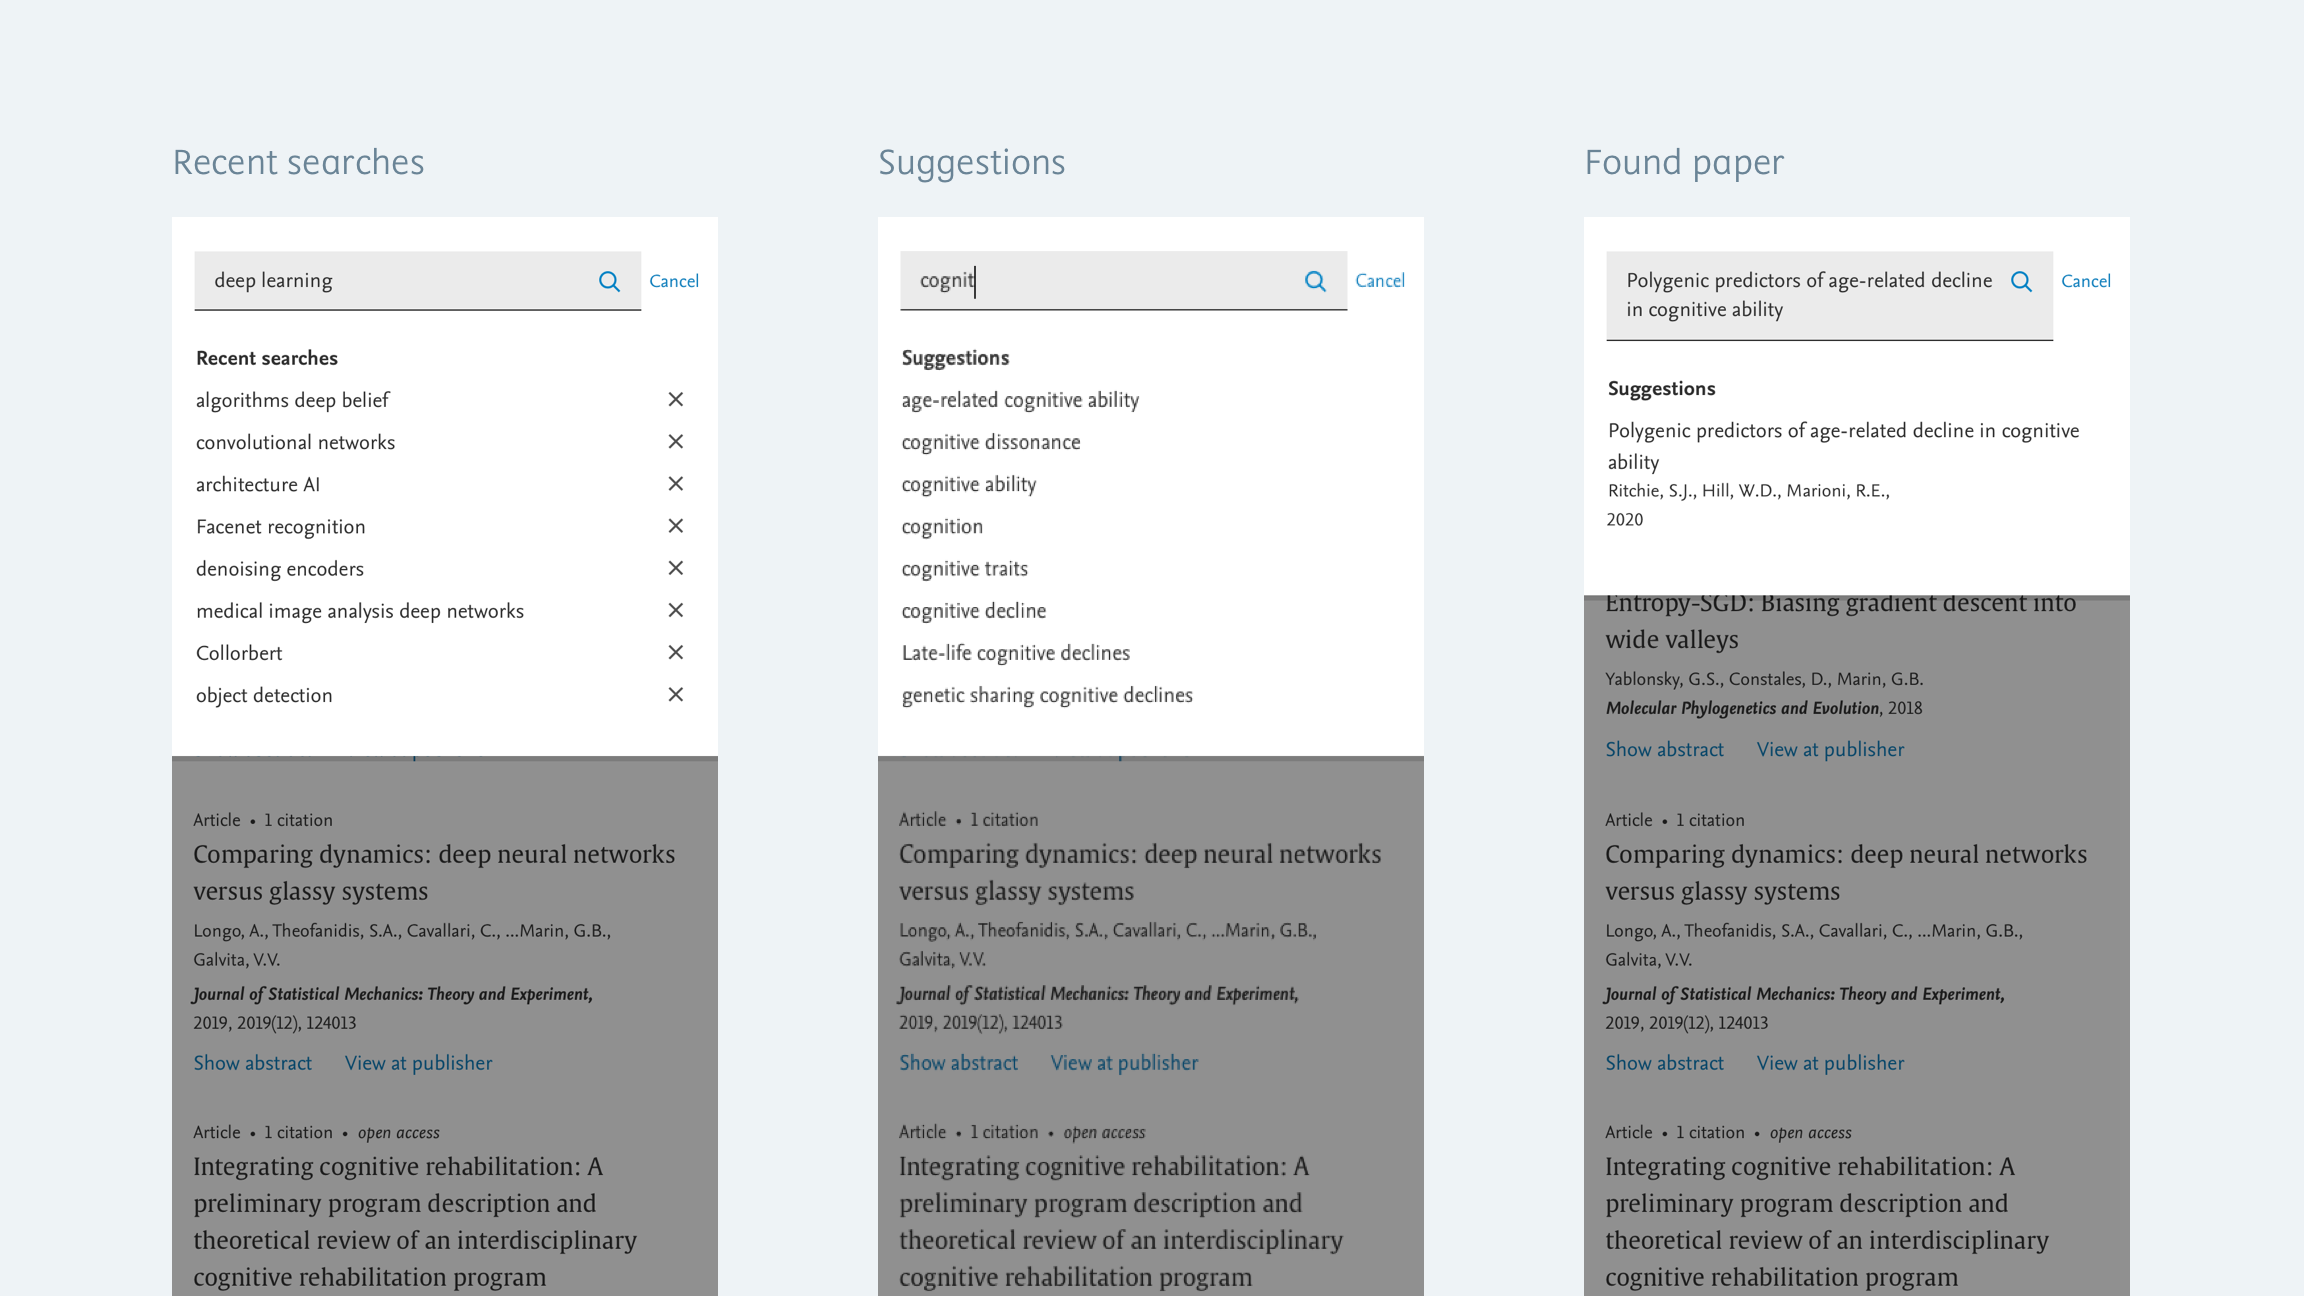 Recent searches
deep learning
Cancel
Recent searches
algorithms deep belief
convolutional networks
architecture AI
Facenet recognition
denoising encoders
medical image analysis deep networks
Collorbert
object detection
Article • 1 citation
Comparing dynamics: deep neural networks
versus glassy systems
Longo, A., Theofanidis, S.A., Cavallari, C., ...Marin, G.B.,
Galvita, V.V.
Journal of Statistical Mechanics: Theory and Experiment,
2019, 2019(12), 124013
Show abstract View at publisher
Article • 1 citation • open access
Integrating cognitive rehabilitation: A
preliminary program description and
theoretical review of an interdisciplinary
cognitive rehabilitation program
Suggestions
cognit
Cancel
Suggestions
age-related cognitive ability
cognitive dissonance
cognitive ability
cognition
cognitive traits
cognitive decline
Late-life cognitive declines
genetic sharing cognitive declines
Article • 1 citation
Comparing dynamics: deep neural networks
versus glassy systems
Longo, A., Theofanidis, S.A., Cavallari, C., ...Marin, G.B.,
Galvita, V.V.
Journal of Statistical Mechanics: Theory and Experiment,
2019, 2019(12), 124013
Show abstract View at publisher
Article • 1 citation • open access
Integrating cognitive rehabilitation: A
preliminary program description and
theoretical review of an interdisciplinary
cognitive rehabilitation program
Found paper
Polygenic predictors of age-related decline
in cognitive ability
Cancel
Suggestions
Polygenic predictors of age-related decline in cognitive
ability
Ritchie, S.J., Hill, W.D., Marioni, R.E.,
2020
Entropy-SGD: Biasing gradient descent into
wide valleys
Yablonsky, G.S., Constales, D., Marin, G.B.
Molecular Phylogenetics and Evolution, 2018
Show abstract View at publisher
Article • 1 citation
Comparing dynamics: deep neural networks
versus glassy systems
Longo, A., Theofanidis, S.A., Cavallari, C., ...Marin, G.B.,
Galvita, V.V.
Journal of Statistical Mechanics: Theory and Experiment,
2019, 2019(12), 124013
Show abstract View at publisher
Article • 1 citation • open access
Integrating cognitive rehabilitation: A
preliminary program description and
theoretical review of an interdisciplinary
cognitive rehabilitation program